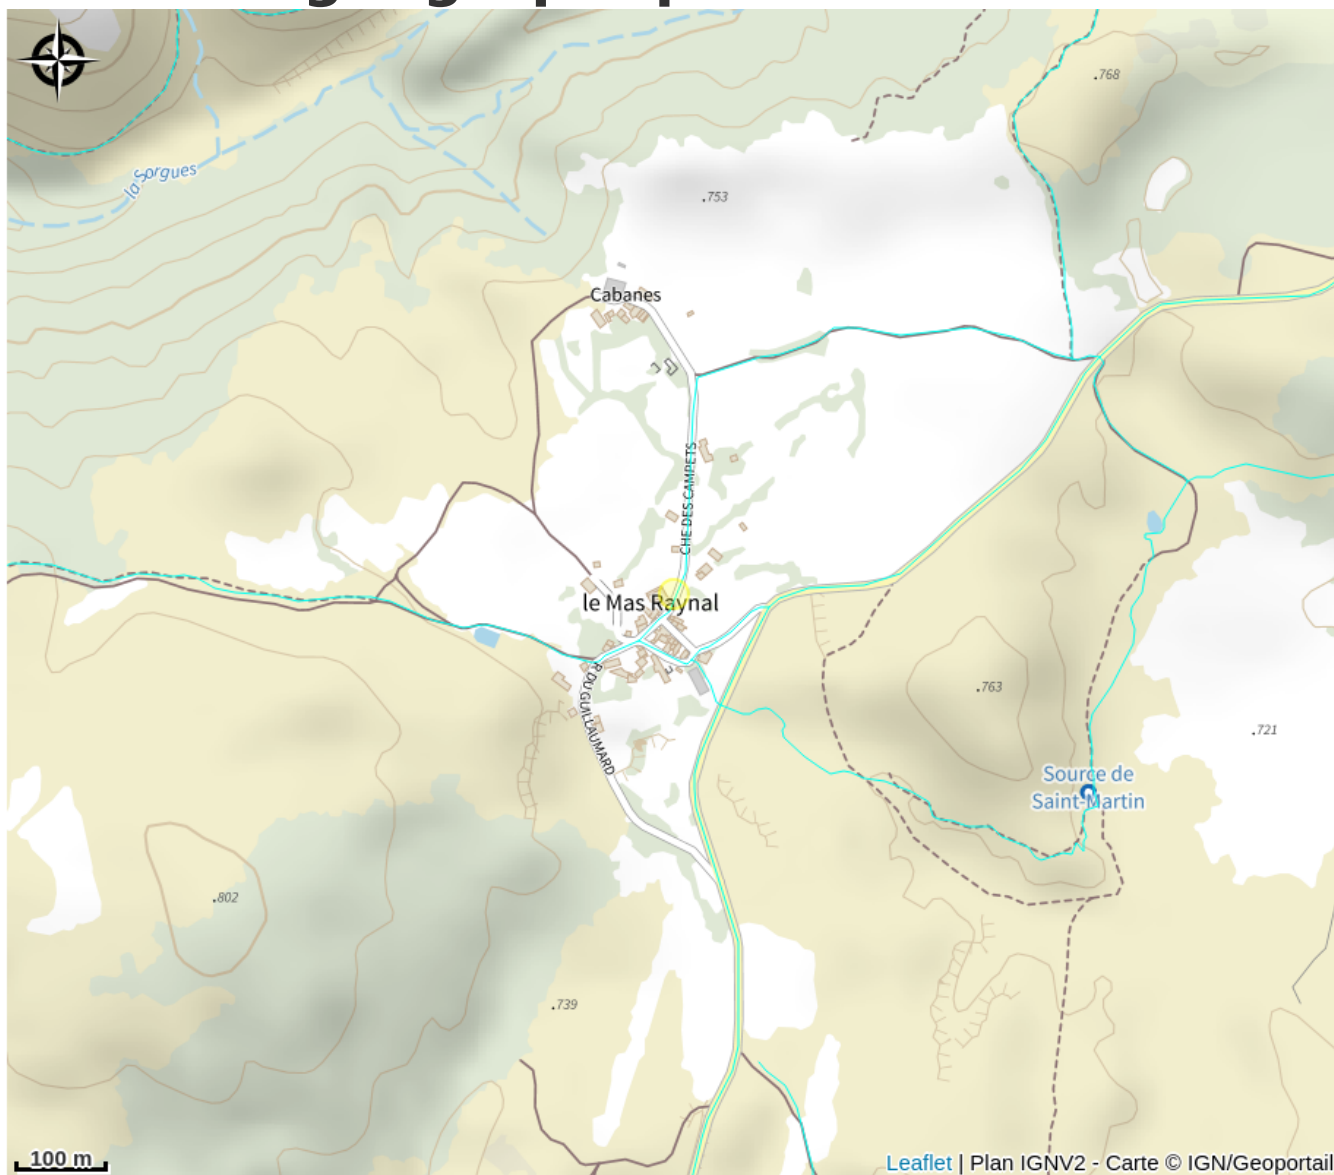 .768
la Sorgues
.753
Cabanes
CHE DES CAMPETS
le Mas Raynal
R DU GUILLAUMARD
.763
.721
Source de
Saint-Martin
.802
.739
100 m
Leaflet | Plan IGNV2 - Carte © IGN/Geoportail